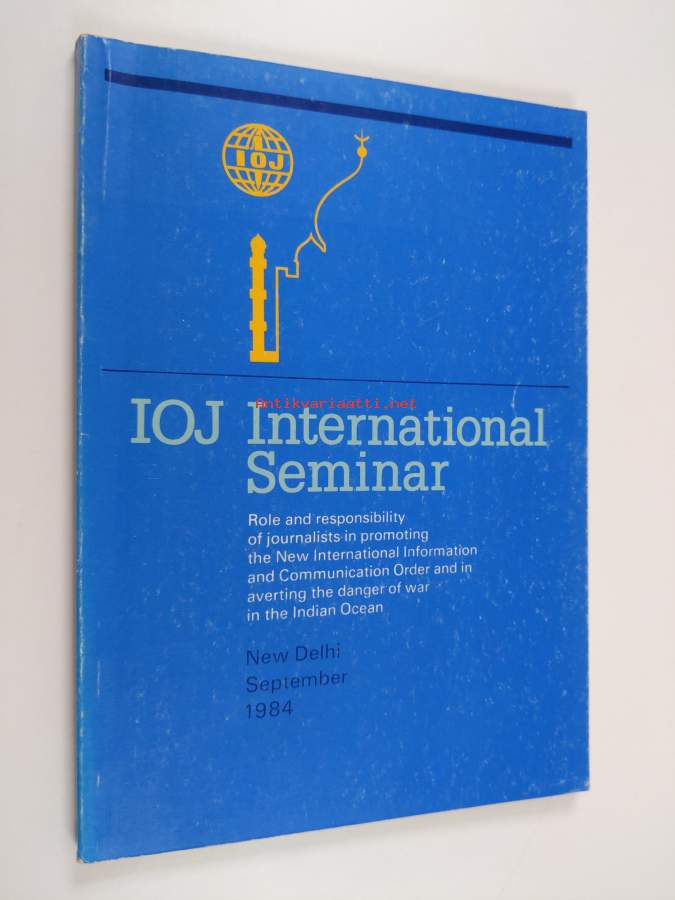 IOJ
Antikvariaatti.net
IOJ International
Seminar
Role and responsibility
of journalists in promoting
the New International Information
and Communication Order and in
averting the danger of war
in the Indian Ocean
New Delhi
September
1984